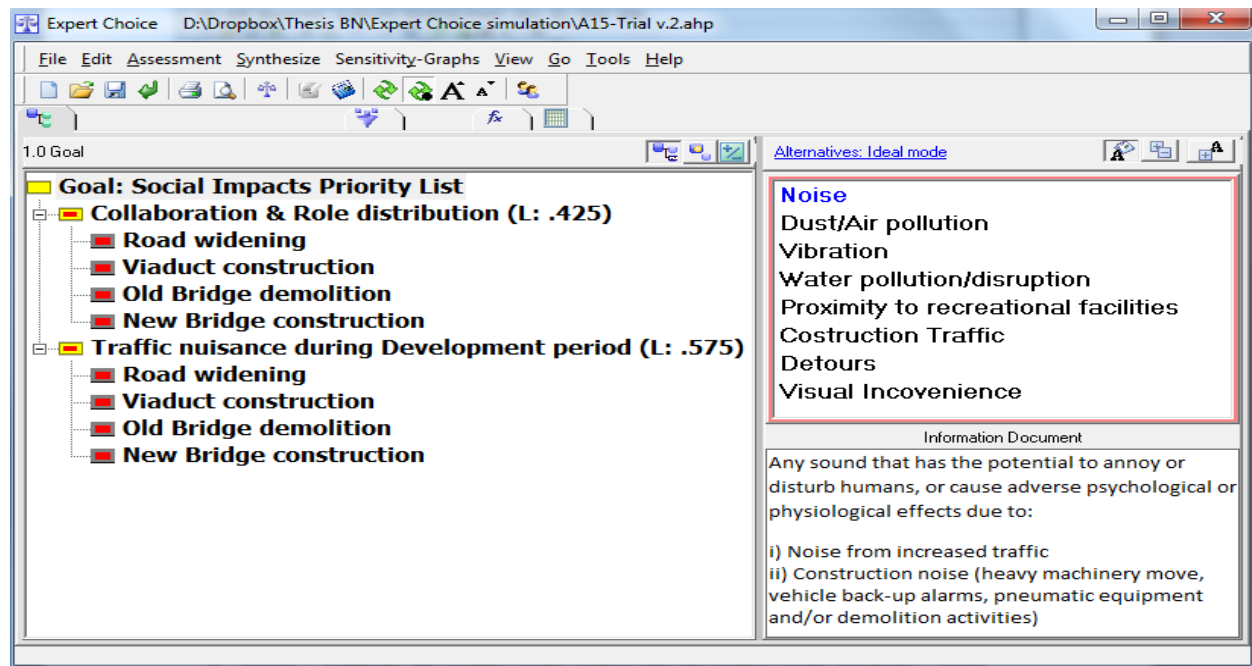 Expert Choice D:\Dropbox\Thesis BN\Expert Choice simulation\A15-Trial v.2.ahp
File Edit Assessment Synthesize Sensitivity-Graphs View Go Tools Help
1.0 Goal
Alternatives: Ideal mode
Goal: Social Impacts Priority List
Collaboration & Role distribution (L: .425)
Road widening
Viaduct construction
Old Bridge demolition
New Bridge construction
Traffic nuisance during Development period (L: .575)
Road widening
Viaduct construction
Old Bridge demolition
New Bridge construction
Noise
Dust/Air pollution
Vibration
Water pollution/disruption
Proximity to recreational facilities
Costruction Traffic
Detours
Visual Incovenience
Information Document
Any sound that has the potential to annoy or
disturb humans, or cause adverse psychological or
physiological effects due to:
i) Noise from increased traffic
ii) Construction noise (heavy machinery move,
vehicle back-up alarms, pneumatic equipment
and/or demolition activities)